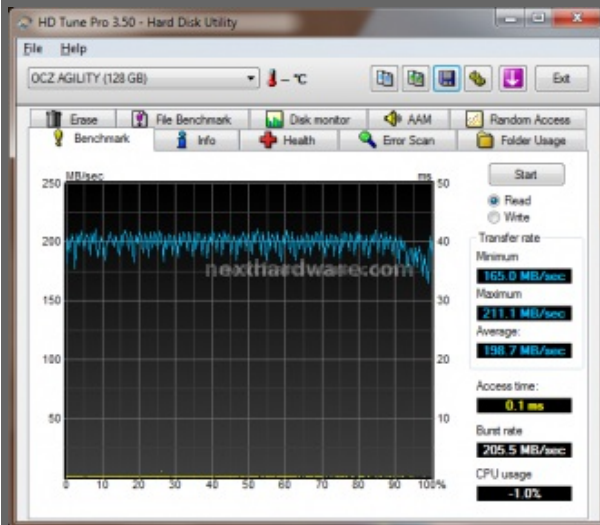 HD Tune Pro 3.50 - Hard Disk Utility
File Help
OCZ AGILITY (128 GB) – °C Exit
Erase File Benchmark Disk monitor AAM Random Access
Benchmark Info Health Error Scan Folder Usage
MB/sec ms
250 50
200 40
150 30
100 20
50 10
0 10 20 30 40 50 60 70 80 90 100%
nexthardware.com
Start
Read
Write
Transfer rate
Minimum
165.0 MB/sec
Maximum
211.1 MB/sec
Average:
198.7 MB/sec
Access time:
0.1 ms
Burst rate
205.5 MB/sec
CPU usage
-1.0%